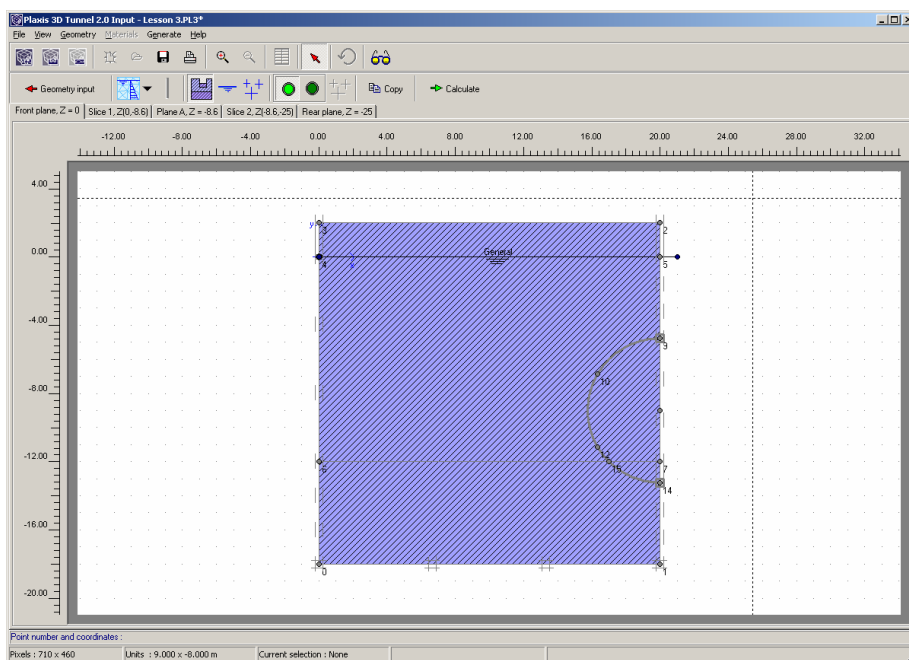 Plaxis 3D Tunnel 2.0 Input - Lesson 3.PL3*
File View Geometry Materials Generate Help
Geometry input Copy Calculate
Front plane, Z = 0 Slice 1, Z(0,-8.6) Plane A, Z = -8.6 Slice 2, Z(-8.6,-25) Rear plane, Z = -25
-12.00 -8.00 -4.00 0.00 4.00 8.00 12.00 16.00 20.00 24.00 28.00 32.00
4.00
y 3 2
0.00 General
4 x 5
-4.00
9
-8.00 10
-12.00 12
15 7
14
-16.00
0 1
-20.00
Point number and coordinates :
Pixels : 710 x 460 Units : 9.000 x -8.000 m Current selection : None